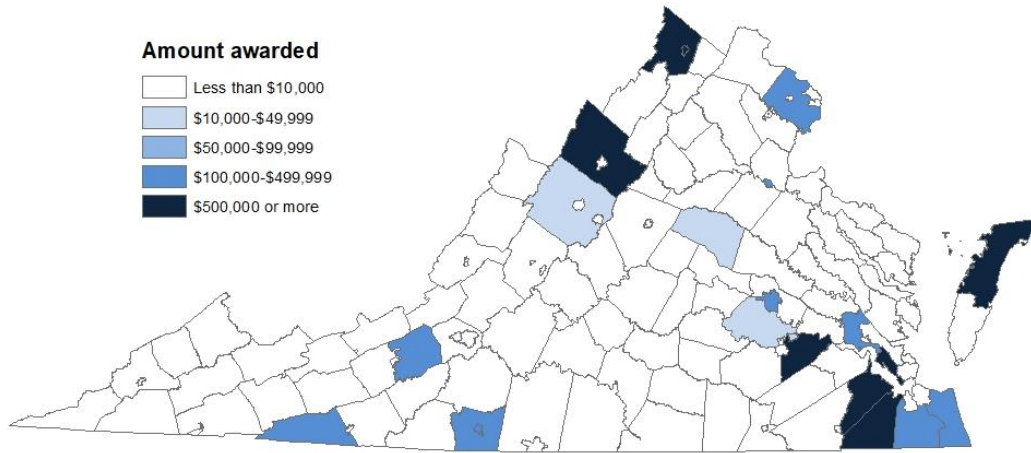 Amount awarded
Less than $10,000
$10,000-$49,999
$50,000-$99,999
$100,000-$499,999
$500,000 or more